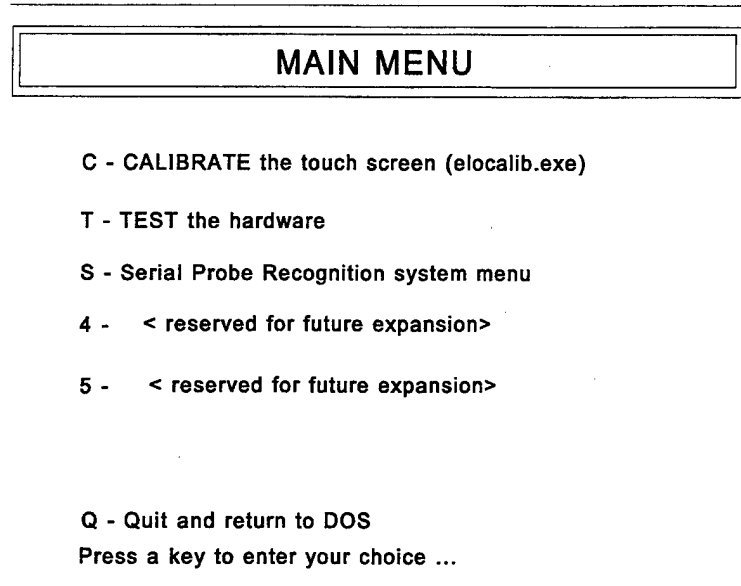 MAIN MENU
C - CALIBRATE the touch screen (elocalib.exe)
T - TEST the hardware
S - Serial Probe Recognition system menu
4 - < reserved for future expansion>
5 - < reserved for future expansion>
Q - Quit and return to DOS
Press a key to enter your choice ...